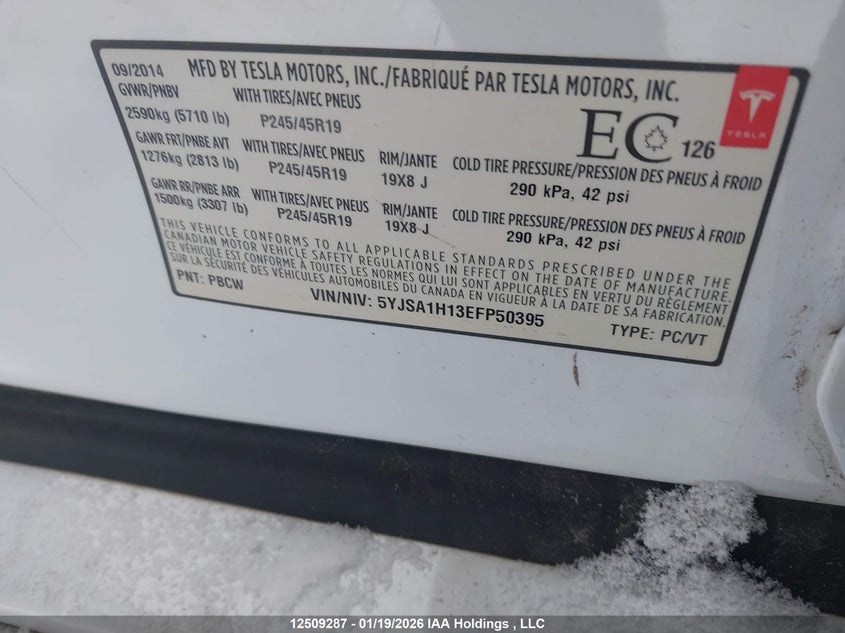 09/2014 MFD BY TESLA MOTORS, INC./FABRIQUÉ PAR TESLA MOTORS, INC.
GVWR/PNBV WITH TIRES/AVEC PNEUS
2590kg (5710 lb) P245/45R19
EC 126
TESLA
GAWR FRT/PNBE AVT WITH TIRES/AVEC PNEUS RIM/JANTE COLD TIRE PRESSURE/PRESSION DES PNEUS À FROID
1276kg (2813 lb) P245/45R19 19X8 J 290 kPa, 42 psi
GAWR RR/PNBE ARR WITH TIRES/AVEC PNEUS RIM/JANTE COLD TIRE PRESSURE/PRESSION DES PNEUS À FROID
1500kg (3307 lb) P245/45R19 19X8 J 290 kPa, 42 psi
THIS VEHICLE CONFORMS TO ALL APPLICABLE STANDARDS PRESCRIBED UNDER THE
CANADIAN MOTOR VEHICLE SAFETY REGULATIONS IN EFFECT ON THE DATE OF MANUFACTURE.
CE VÉHICULE EST CONFORME À TOUTES LES NORMES QUI LUI SONT APPLICABLES EN VERTU DU RÈGLEMENT
SUR LA SÉCURITÉ DES VÉHICULES AUTOMOBILES DU CANADA EN VIGUEUR À LA DATE DE SA FABRICATION.
PNT: PBCW VIN/NIV: 5YJSA1H13EFP50395 TYPE: PC/VT
12509287 - 01/19/2026 IAA Holdings , LLC